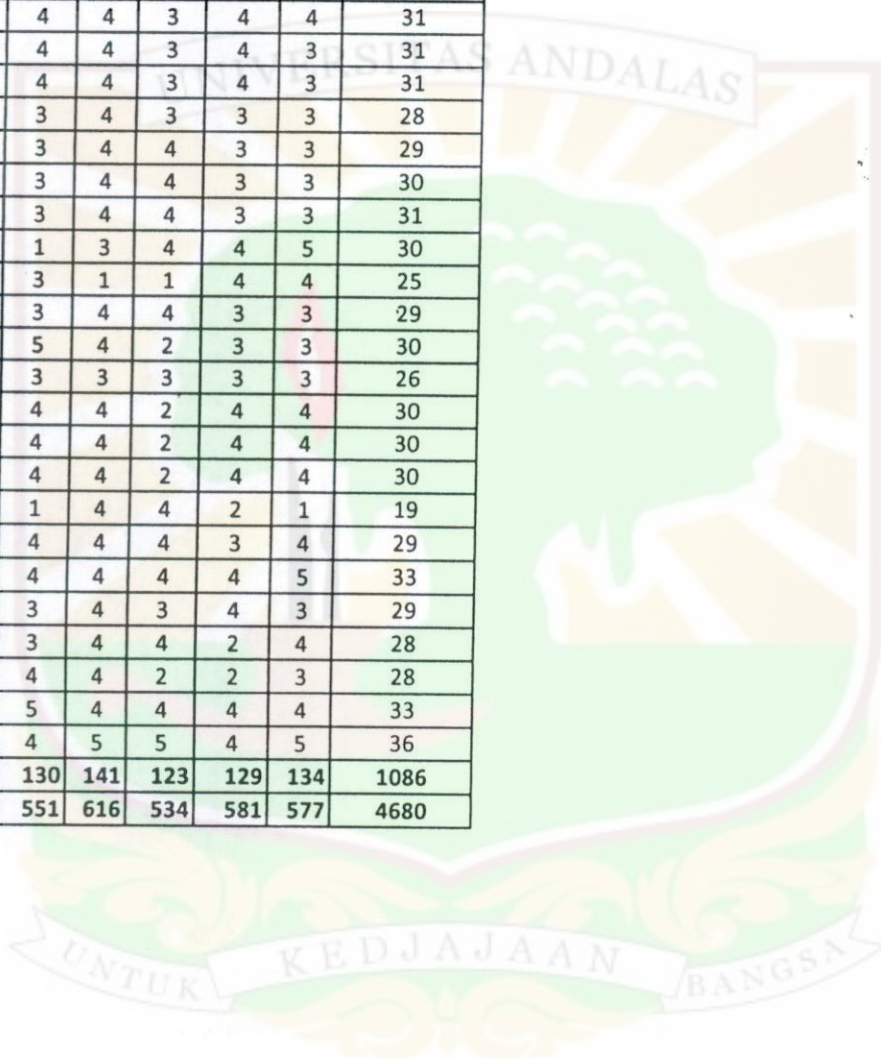 4 4 3 4 4 31
4 4 3 4 3 31
4 4 3 4 3 31
3 4 3 3 3 28
3 4 4 3 3 29
3 4 4 3 3 30
3 4 4 3 3 31
1 3 4 4 5 30
3 1 1 4 4 25
3 4 4 3 3 29
5 4 2 3 3 30
3 3 3 3 3 26
4 4 2 4 4 30
4 4 2 4 4 30
4 4 2 4 4 30
1 4 4 2 1 19
4 4 4 3 4 29
4 4 4 4 5 33
3 4 3 4 3 29
3 4 4 2 4 28
4 4 2 2 3 28
5 4 4 4 4 33
4 5 5 4 5 36
130 141 123 129 134 1086
551 616 534 581 577 4680
UNIVERSITAS ANDALAS
UNTUK KEDJAJAAN BANGSA